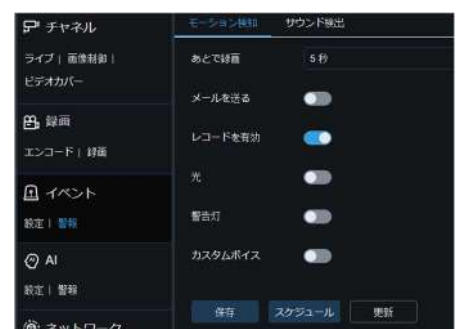 チャネル
ライブ | 画像制御 |
ビデオカバー
録画
エンコード | 録画
イベント
設定 | 警報
AI
設定 | 警報
ネットワーク
モーション検知 サウンド検出
あとで録画 5 秒
メールを送る
レコードを有効
光
警告灯
カスタムボイス
保存 スケジュール 更新